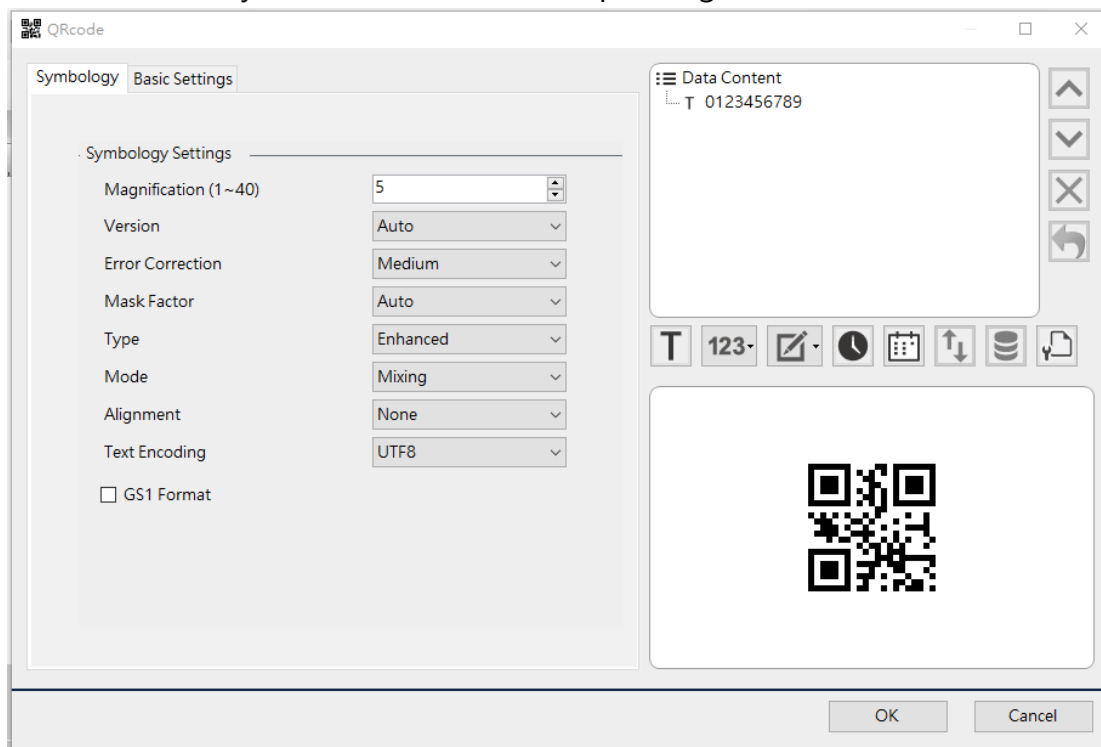 QRcode
Symbology Basic Settings
Symbology Settings
Magnification (1~40) 5
Version Auto
Error Correction Medium
Mask Factor Auto
Type Enhanced
Mode Mixing
Alignment None
Text Encoding UTF8
GS1 Format
Data Content
T 0123456789
T 123
OK Cancel